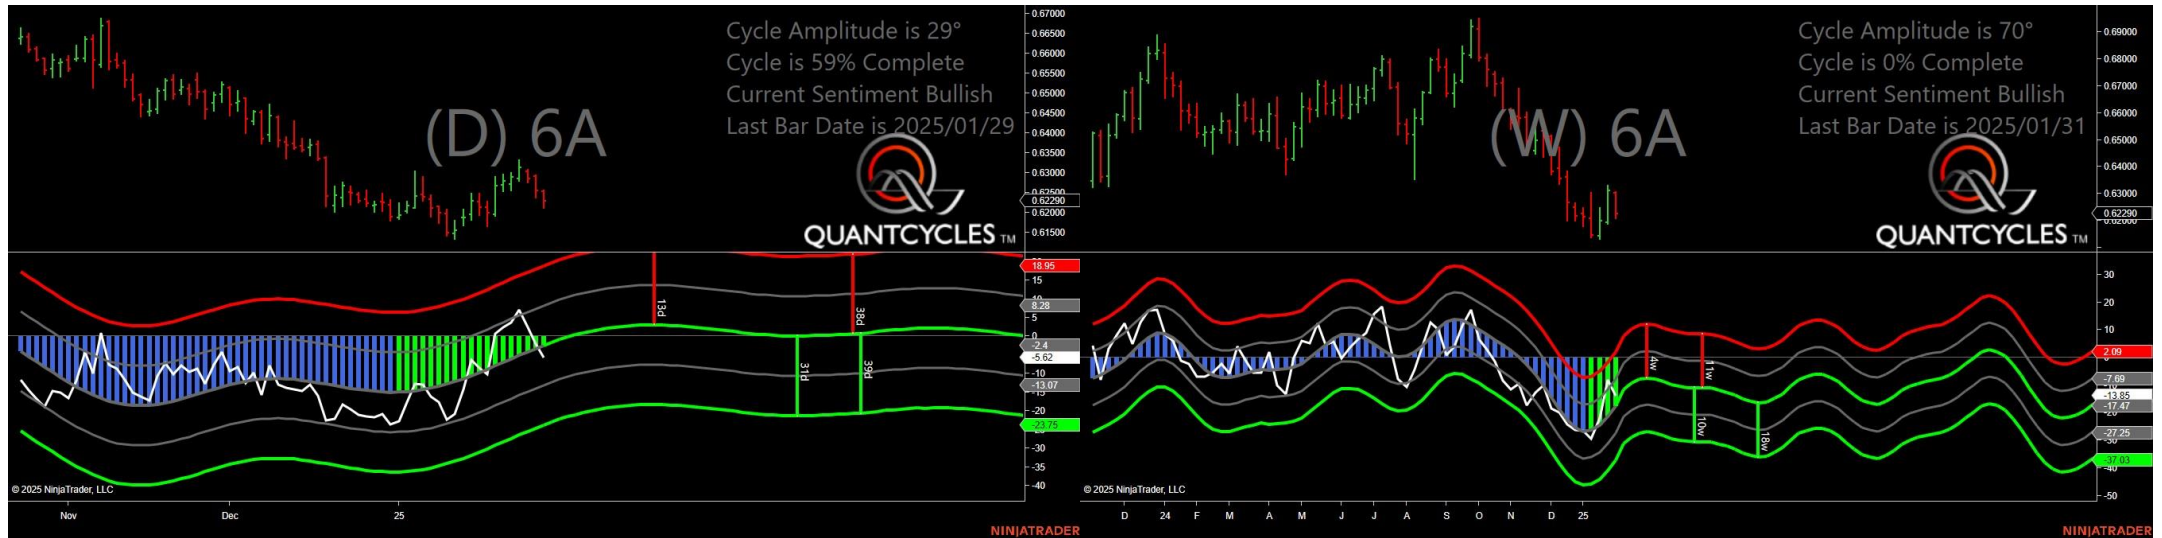 Cycle Amplitude is 29°
Cycle is 59% Complete
Current Sentiment Bullish
Last Bar Date is 2025/01/29
(D) 6A
QUANTCYCLES TM
0.67000
0.66500
0.66000
0.65500
0.65000
0.64500
0.64000
0.63500
0.63000
0.62500
0.62290
0.62000
0.61500
18.95
15
8.28
5
0
-2.4
-5.62
-10
-13.07
-15
-20
-23.75
-30
-35
-40
13d
38d
31d
39d
© 2025 NinjaTrader, LLC
Nov
Dec
25
NINJATRADER
Cycle Amplitude is 70°
Cycle is 0% Complete
Current Sentiment Bullish
Last Bar Date is 2025/01/31
(W) 6A
QUANTCYCLES TM
0.69000
0.68000
0.67000
0.66000
0.65000
0.64000
0.63000
0.62290
30
20
10
2.09
-7.69
-13.85
-17.47
-27.25
-37.03
-40
-50
4w
11w
10w
18w
© 2025 NinjaTrader, LLC
D 24 F M A M J J A S O N D 25
NINJATRADER